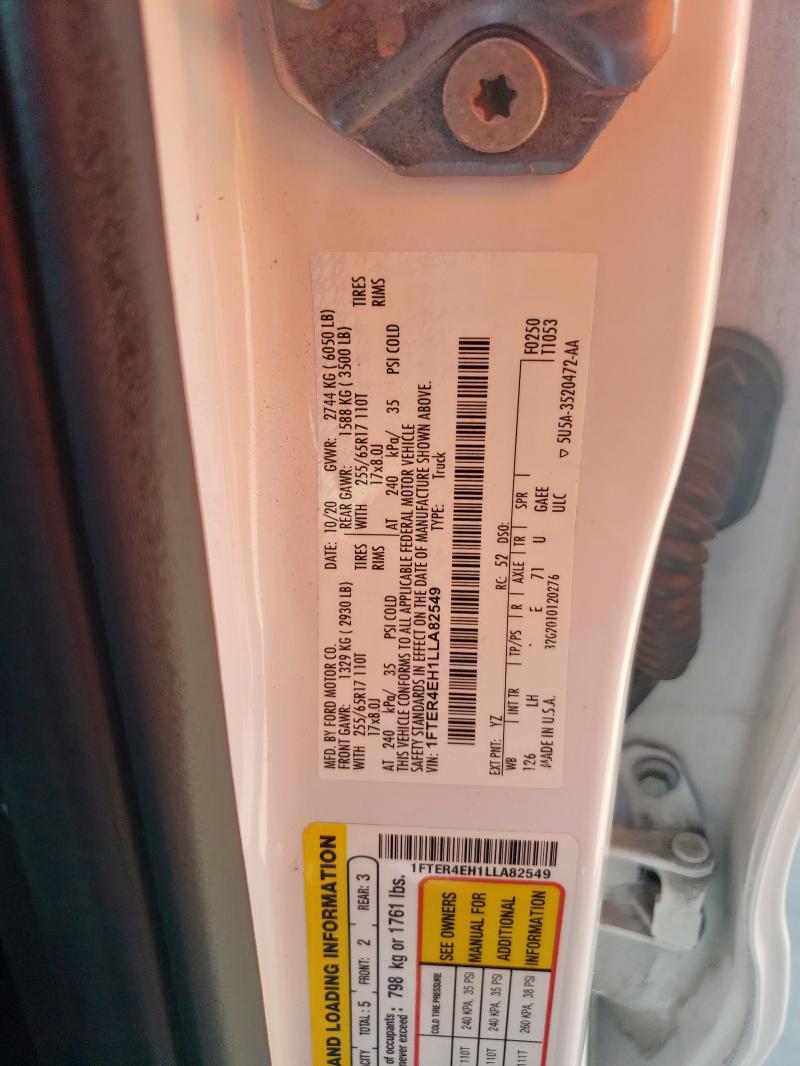 MFD. BY FORD MOTOR CO.
DATE: 10/20 GVWR: 2744 KG ( 6050 LB)
FRONT GAWR: 1329 KG ( 2930 LB)
REAR GAWR: 1588 KG ( 3500 LB)
WITH 255/65R17 110T TIRES
WITH 255/65R17 110T TIRES
17x8.0J RIMS
17x8.0J RIMS
AT 240 kPa/ 35 PSI COLD
AT 240 kPa/ 35 PSI COLD
THIS VEHICLE CONFORMS TO ALL APPLICABLE FEDERAL MOTOR VEHICLE
SAFETY STANDARDS IN EFFECT ON THE DATE OF MANUFACTURE SHOWN ABOVE.
VIN: 1FTER4EH1LLA82549
TYPE: Truck
EXT PNT: YZ RC: 52 DSO: F0250
WB INT TR TP/PS R AXLE TR SPR T1053
126 LH E 71 U GAEE
MADE IN U.S.A. 32G2010120276 ULC
▽ 5U5A-3520472-AA
AND LOADING INFORMATION
CITY TOTAL: 5 FRONT: 2 REAR: 3
of occupants: 798 kg or 1761 lbs.
never exceed:
1FTER4EH1LLA82549
COLD TIRE PRESSURE
110T 240 KPA, 35 PSI
110T 240 KPA, 35 PSI
111T 260 KPA, 38 PSI
SEE OWNERS
MANUAL FOR
ADDITIONAL
INFORMATION